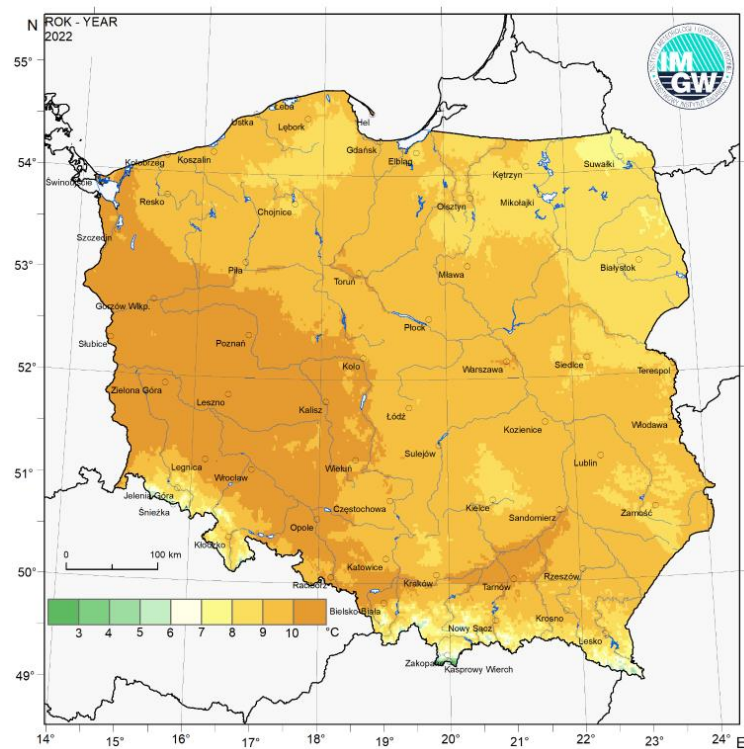 N
ROK - YEAR
2022
IM
GW
55°
54°
53°
52°
51°
50°
49°
Łeba
Ustka
Lębork
Hel
Gdańsk
Elbląg
Kołobrzeg
Koszalin
Świnoujście
Resko
Chojnice
Kętrzyn
Suwałki
Olsztyn
Mikołajki
Szczecin
Piła
Toruń
Mława
Białystok
Gorzów Wlkp.
Płock
Słubice
Poznań
Koło
Warszawa
Siedlce
Terespol
Zielona Góra
Leszno
Kalisz
Łódź
Kozienice
Włodawa
Sulejów
Legnica
Wrocław
Wieluń
Lublin
Jelenia Góra
Śnieżka
Częstochowa
Kielce
Sandomierz
Zamość
Opole
Kłodzko
0 100 km
Katowice
Kraków
Tarnów
Rzeszów
Racibórz
Bielsko-Biała
Nowy Sącz
Krosno
Lesko
3 4 5 6 7 8 9 10 °C
Zakopane
Kasprowy Wierch
14° 15° 16° 17° 18° 19° 20° 21° 22° 23° 24° E